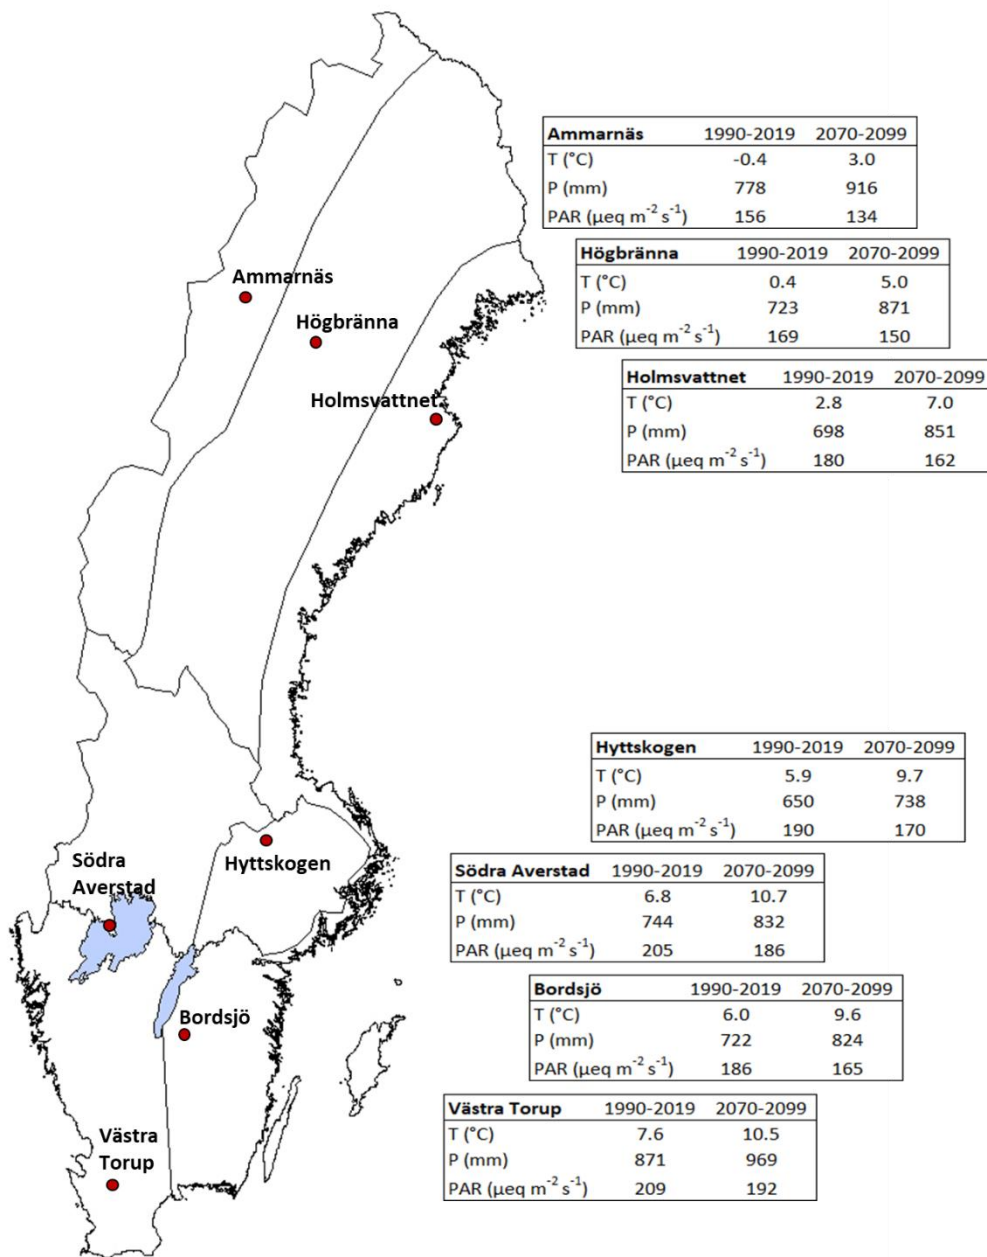 Ammarnäs 1990-2019 2070-2099
T (°C) -0.4 3.0
P (mm) 778 916
PAR (µeq m⁻² s⁻¹) 156 134
Högbränna 1990-2019 2070-2099
T (°C) 0.4 5.0
P (mm) 723 871
PAR (µeq m⁻² s⁻¹) 169 150
Holmsvattnet 1990-2019 2070-2099
T (°C) 2.8 7.0
P (mm) 698 851
PAR (µeq m⁻² s⁻¹) 180 162
Ammarnäs
Högbränna
Holmsvattnet
Hyttskogen 1990-2019 2070-2099
T (°C) 5.9 9.7
P (mm) 650 738
PAR (µeq m⁻² s⁻¹) 190 170
Södra Averstad 1990-2019 2070-2099
T (°C) 6.8 10.7
P (mm) 744 832
PAR (µeq m⁻² s⁻¹) 205 186
Bordsjö 1990-2019 2070-2099
T (°C) 6.0 9.6
P (mm) 722 824
PAR (µeq m⁻² s⁻¹) 186 165
Västra Torup 1990-2019 2070-2099
T (°C) 7.6 10.5
P (mm) 871 969
PAR (µeq m⁻² s⁻¹) 209 192
Hyttskogen
Södra
Averstad
Bordsjö
Västra
Torup